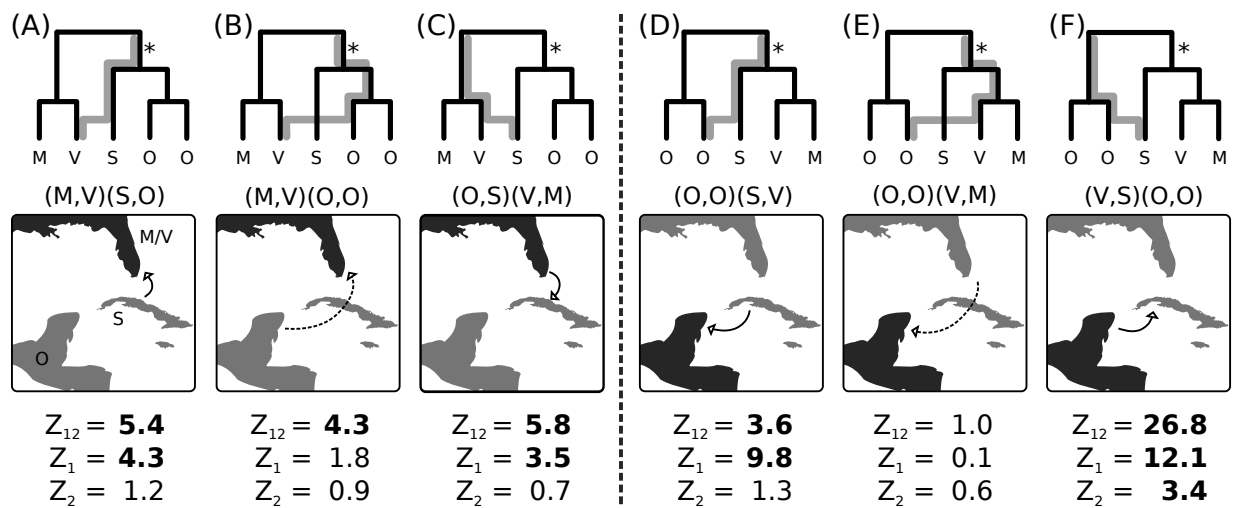 (A) (B) (C) (D) (E) (F)
* * * * * *
M V S O O M V S O O M V S O O O O S V M O O S V M O O S V M
(M,V)(S,O) (M,V)(O,O) (O,S)(V,M) (O,O)(S,V) (O,O)(V,M) (V,S)(O,O)
M/V
S
O
Z12 = 5.4 Z12 = 4.3 Z12 = 5.8 Z12 = 3.6 Z12 = 1.0 Z12 = 26.8
Z1 = 4.3 Z1 = 1.8 Z1 = 3.5 Z1 = 9.8 Z1 = 0.1 Z1 = 12.1
Z2 = 1.2 Z2 = 0.9 Z2 = 0.7 Z2 = 1.3 Z2 = 0.6 Z2 = 3.4